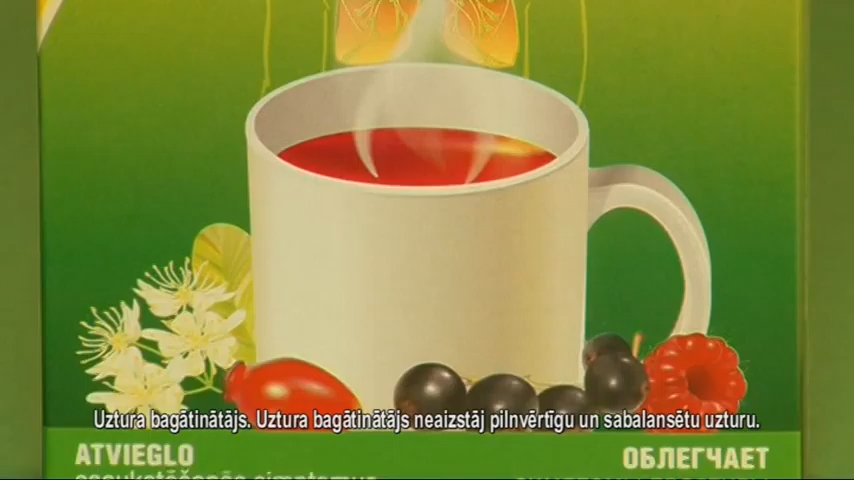 Uztura bagātinātājs. Uztura bagātinātājs neaizstāj pilnvērtīgu un sabalansētu uzturu.
ATVIEGLO
ОБЛЕГЧАЕТ